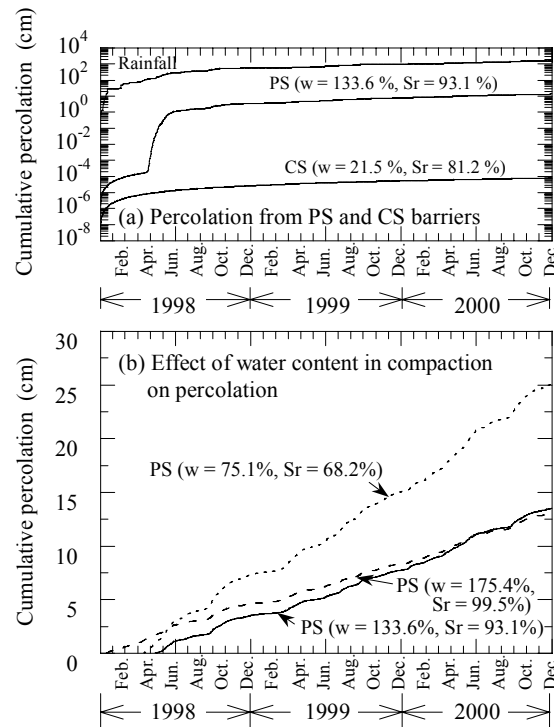 Cumulative percolation (cm)
10^4
10^2
10^0
10^-2
10^-4
10^-6
10^-8
Rainfall
PS (w = 133.6 %, Sr = 93.1 %)
CS (w = 21.5 %, Sr = 81.2 %)
(a) Percolation from PS and CS barriers
Feb. Apr. Jun. Aug. Oct. Dec. Feb. Apr. Jun. Aug. Oct. Dec. Feb. Apr. Jun. Aug. Oct. Dec.
1998 1999 2000
Cumulative percolation (cm)
30
25
20
15
10
5
0
(b) Effect of water content in compaction
on percolation
PS (w = 75.1%, Sr = 68.2%)
PS (w = 175.4%,
Sr = 99.5%)
PS (w = 133.6%, Sr = 93.1%)
Feb. Apr. Jun. Aug. Oct. Dec. Feb. Apr. Jun. Aug. Oct. Dec. Feb. Apr. Jun. Aug. Oct. Dec.
1998 1999 2000